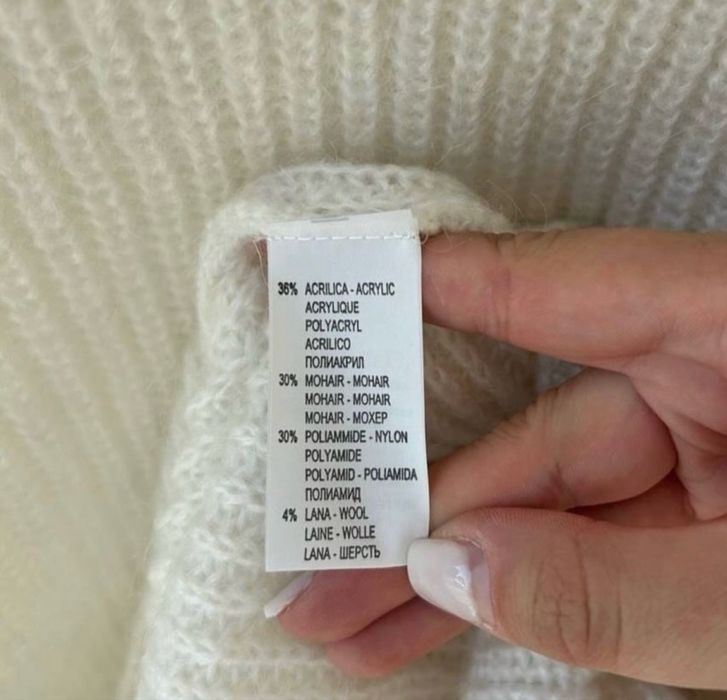 36% ACRILICA - ACRYLIC
ACRYLIQUE
POLYACRYL
ACRILICO
ПОЛИАКРИЛ
30% MOHAIR - MOHAIR
MOHAIR - MOHAIR
MOHAIR - МОХЕР
30% POLIAMMIDE - NYLON
POLYAMIDE
POLYAMID - POLIAMIDA
ПОЛИАМИД
4% LANA - WOOL
LAINE - WOLLE
LANA - ШЕРСТЬ